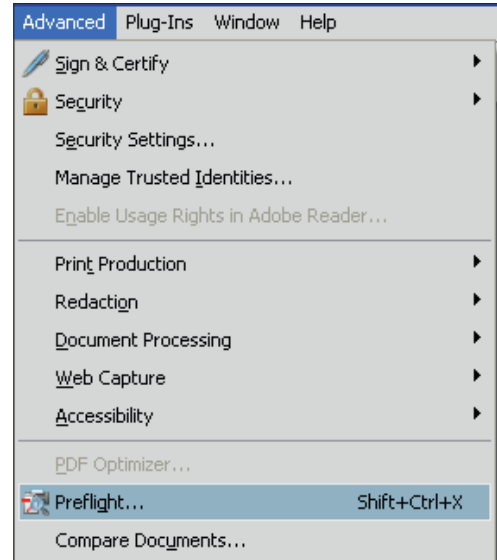 Advanced Plug-Ins Window Help
Sign & Certify
Security
Security Settings...
Manage Trusted Identities...
Enable Usage Rights in Adobe Reader...
Print Production
Redaction
Document Processing
Web Capture
Accessibility
PDF Optimizer...
Preflight... Shift+Ctrl+X
Compare Documents...